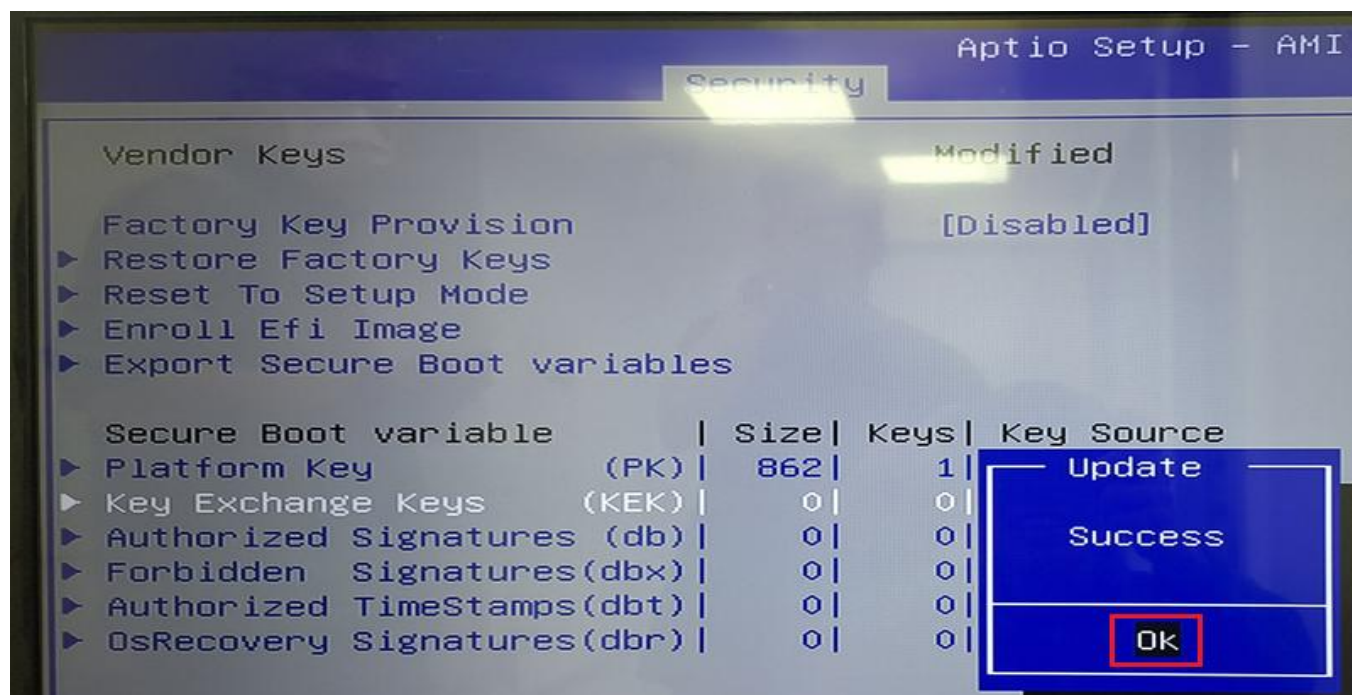 Aptio Setup - AMI
Security
Vendor Keys Modified
Factory Key Provision [Disabled]
▶ Restore Factory Keys
▶ Reset To Setup Mode
▶ Enroll Efi Image
▶ Export Secure Boot variables
Secure Boot variable | Size| Keys| Key Source
▶ Platform Key (PK)| 862| 1|
▶ Key Exchange Keys (KEK)| 0| 0|
▶ Authorized Signatures (db)| 0| 0|
▶ Forbidden Signatures(dbx)| 0| 0|
▶ Authorized TimeStamps(dbt)| 0| 0|
▶ OsRecovery Signatures(dbr)| 0| 0|
Update
Success
Ok